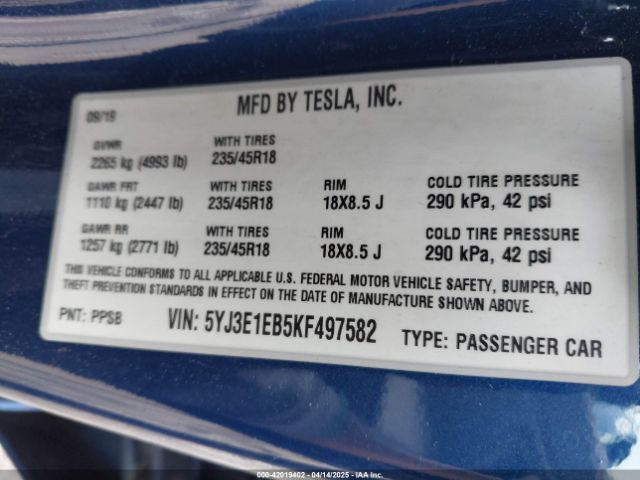 MFD BY TESLA, INC.
09/19
GVWR WITH TIRES
2265 kg (4993 lb) 235/45R18
GAWR FRT WITH TIRES RIM COLD TIRE PRESSURE
1110 kg (2447 lb) 235/45R18 18X8.5 J 290 kPa, 42 psi
GAWR RR WITH TIRES RIM COLD TIRE PRESSURE
1257 kg (2771 lb) 235/45R18 18X8.5 J 290 kPa, 42 psi
THIS VEHICLE CONFORMS TO ALL APPLICABLE U.S. FEDERAL MOTOR VEHICLE SAFETY, BUMPER, AND
THEFT PREVENTION STANDARDS IN EFFECT ON THE DATE OF MANUFACTURE SHOWN ABOVE.
PNT: PPSB VIN: 5YJ3E1EB5KF497582 TYPE: PASSENGER CAR
000-42019402 - 04/14/2025 - IAA Inc.